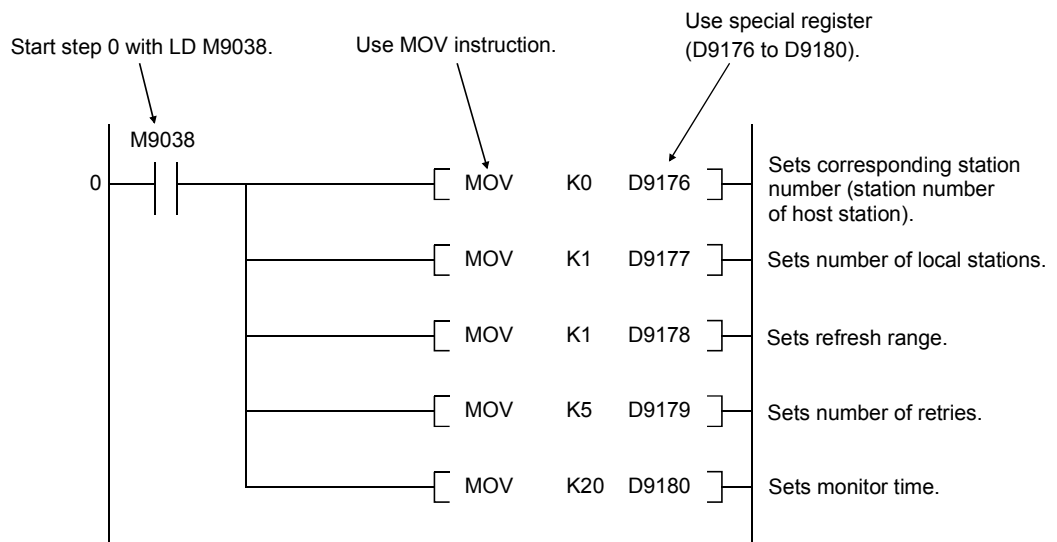 Use special register
(D9176 to D9180).
Start step 0 with LD M9038.
Use MOV instruction.
M9038
0
MOV K0 D9176
Sets corresponding station
number (station number
of host station).
MOV K1 D9177
Sets number of local stations.
MOV K1 D9178
Sets refresh range.
MOV K5 D9179
Sets number of retries.
MOV K20 D9180
Sets monitor time.